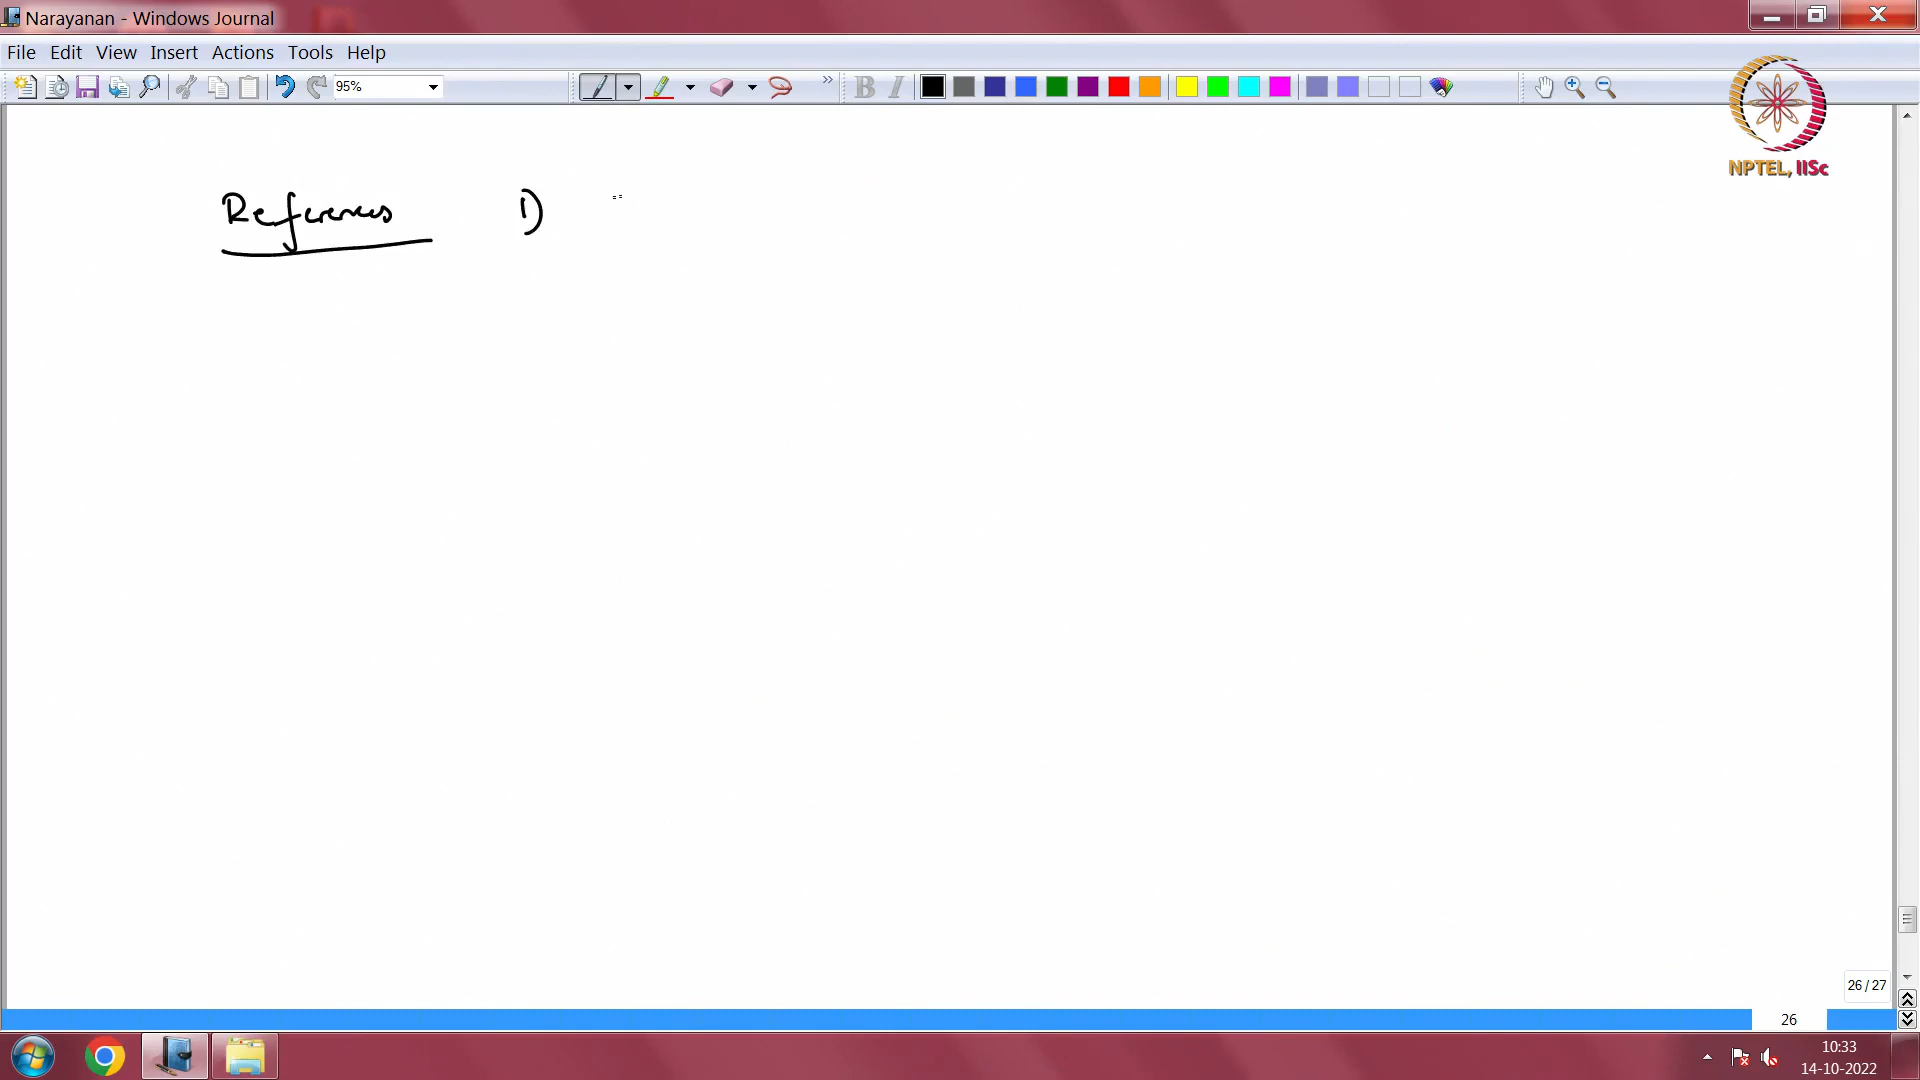 Narayanan - Windows Journal
File Edit View Insert Actions Tools Help
95%
B I
NPTEL, IISc
References 1)
26 / 27
26
10:33
14-10-2022